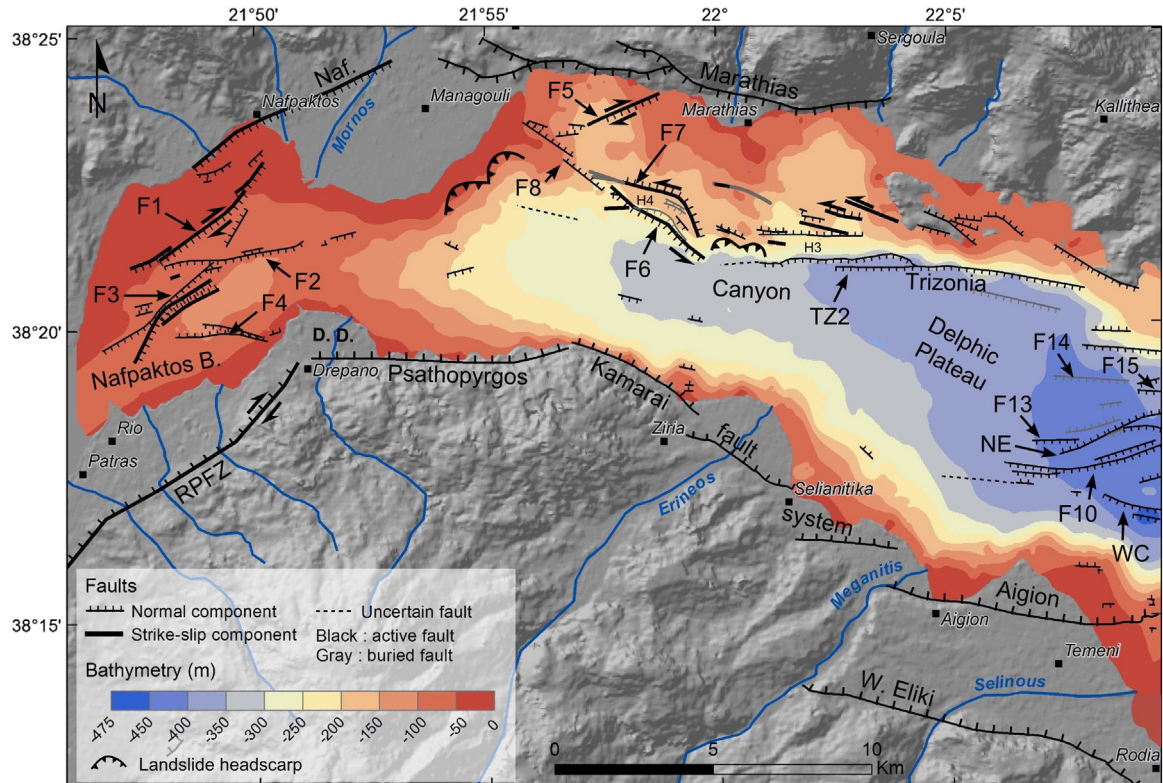 21°50' 21°55' 22° 22°5'
38°25'
38°20'
38°15'
N
Naf.
Nafpaktos
Mornos
Managouli
Marathias
Marathias
Sergoula
Kallithea
F5
F7
F8
F1
H4
F6
H3
F2
F3
F4
Canyon
TZ2
Trizonia
Delphic
Plateau
F14
F15
F13
NE
F10
WC
Nafpaktos B.
D. D.
Drepano
Psathopyrgos
Kamarai
fault
system
Rio
Patras
RPFZ
Ziria
Erineos
Selianitika
Meganitis
Aigion
Aigion
Temeni
Selinous
W. Eliki
Rodia
Faults
Normal component
Uncertain fault
Strike-slip component
Black : active fault
Gray : buried fault
Bathymetry (m)
-475 -450 -400 -350 -300 -250 -200 -150 -100 -50 0
Landslide headscarp
0 5 10
Km